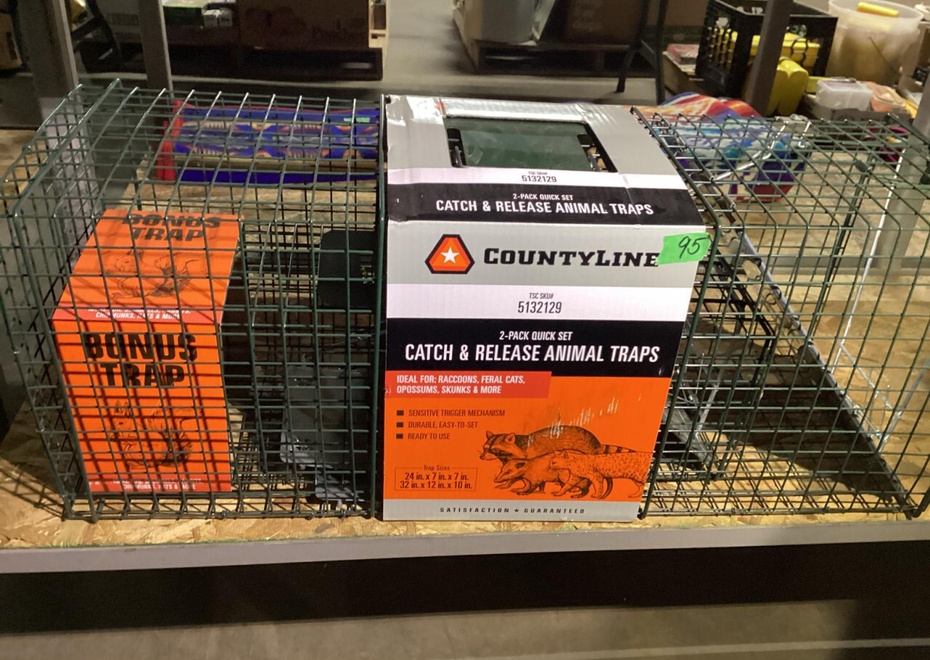 BONUS
TRAP
CHIPMUNKS, RATS & MORE
BONUS
TRAP
TSC SKU#
5132129
2-PACK QUICK SET
CATCH & RELEASE ANIMAL TRAPS
COUNTYLINE
95
TSC SKU#
5132129
2-PACK QUICK SET
CATCH & RELEASE ANIMAL TRAPS
IDEAL FOR: RACCOONS, FERAL CATS,
OPOSSUMS, SKUNKS & MORE
SENSITIVE TRIGGER MECHANISM
DURABLE, EASY-TO-SET
READY TO USE
Trap Sizes
24 in. x 7 in. x 7 in.
32 in. x 12 in. x 10 in.
SATISFACTION ★ GUARANTEED